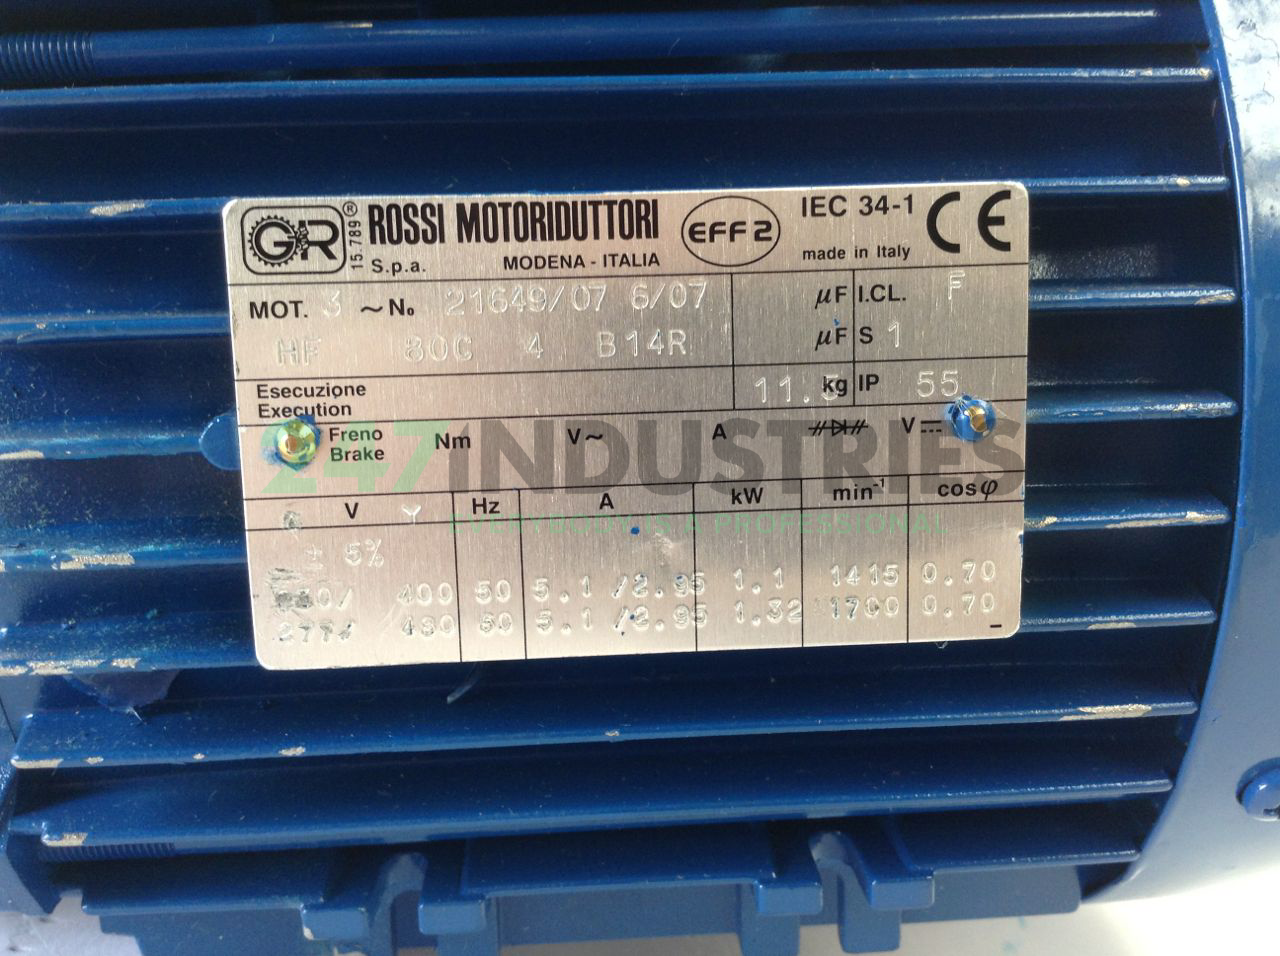 GR ® 15.789 ROSSI MOTORIDUTTORI
S.p.a. MODENA - ITALIA
EFF2
IEC 34-1
made in Italy
CE
MOT. 3 ~ No 21649/07 6/07
µF I.CL. F
HF 80C 4 B14R
µF S 1
Esecuzione
Execution
11.5 kg IP 55
Freno
Brake
Nm V~ A V
247INDUSTRIES
EVERYBODY IS A PROFESSIONAL
V Y Hz A kW min-1 cosφ
± 5%
400 50 5.1 /2.95 1.1 1415 0.70
277/ 480 60 5.1 /2.95 1.32 1700 0.70